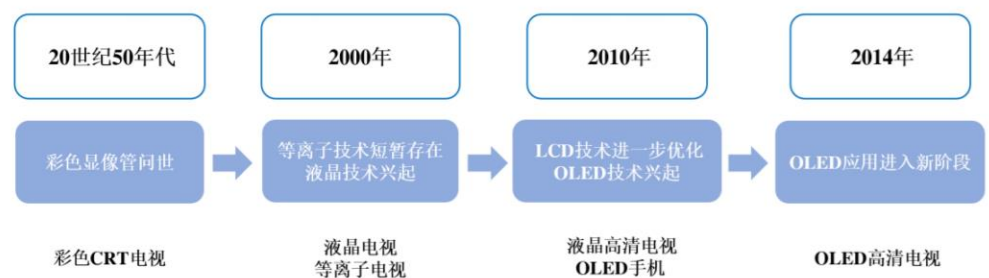 20世纪50年代
2000年
2010年
2014年
彩色显像管问世
等离子技术短暂存在
液晶技术兴起
LCD技术进一步优化
OLED技术兴起
OLED应用进入新阶段
彩色CRT电视
液晶电视
等离子电视
液晶高清电视
OLED手机
OLED高清电视